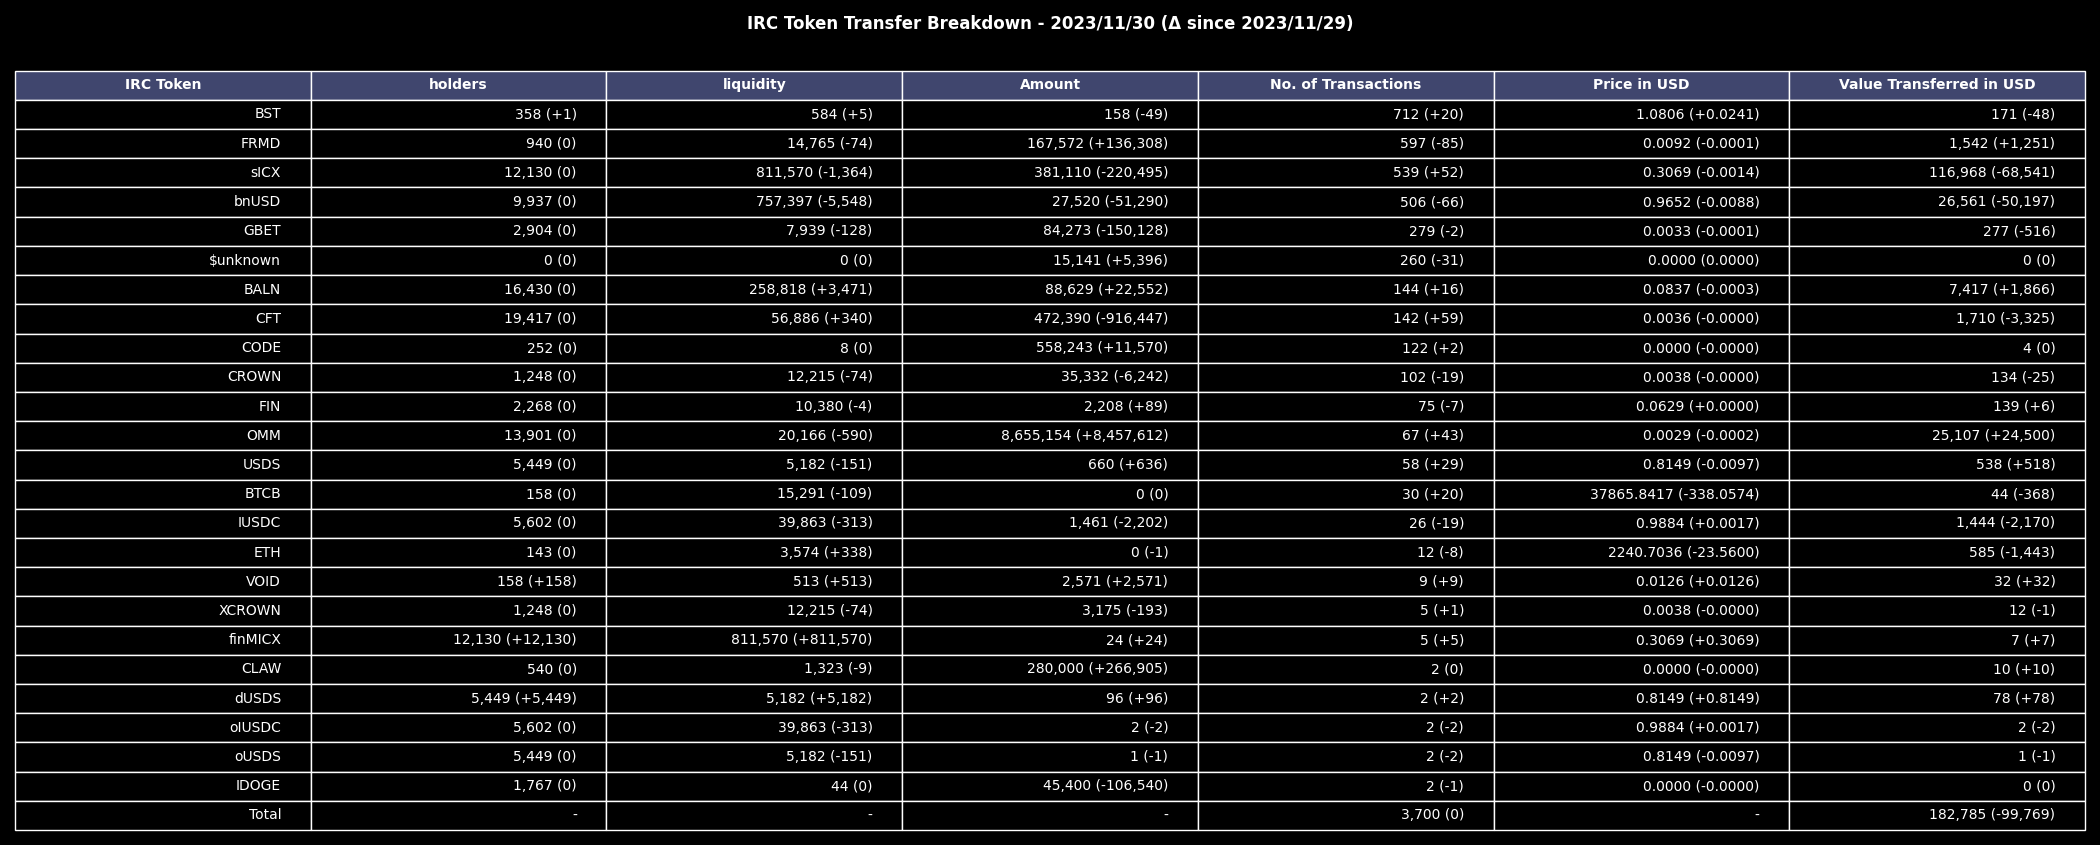 IRC Token Transfer Breakdown - 2023/11/30 (Δ since 2023/11/29)
IRC Token holders liquidity Amount No. of Transactions Price in USD Value Transferred in USD
BST 358 (+1) 584 (+5) 158 (-49) 712 (+20) 1.0806 (+0.0241) 171 (-48)
FRMD 940 (0) 14,765 (-74) 167,572 (+136,308) 597 (-85) 0.0092 (-0.0001) 1,542 (+1,251)
sICX 12,130 (0) 811,570 (-1,364) 381,110 (-220,495) 539 (+52) 0.3069 (-0.0014) 116,968 (-68,541)
bnUSD 9,937 (0) 757,397 (-5,548) 27,520 (-51,290) 506 (-66) 0.9652 (-0.0088) 26,561 (-50,197)
GBET 2,904 (0) 7,939 (-128) 84,273 (-150,128) 279 (-2) 0.0033 (-0.0001) 277 (-516)
$unknown 0 (0) 0 (0) 15,141 (+5,396) 260 (-31) 0.0000 (0.0000) 0 (0)
BALN 16,430 (0) 258,818 (+3,471) 88,629 (+22,552) 144 (+16) 0.0837 (-0.0003) 7,417 (+1,866)
CFT 19,417 (0) 56,886 (+340) 472,390 (-916,447) 142 (+59) 0.0036 (-0.0000) 1,710 (-3,325)
CODE 252 (0) 8 (0) 558,243 (+11,570) 122 (+2) 0.0000 (-0.0000) 4 (0)
CROWN 1,248 (0) 12,215 (-74) 35,332 (-6,242) 102 (-19) 0.0038 (-0.0000) 134 (-25)
FIN 2,268 (0) 10,380 (-4) 2,208 (+89) 75 (-7) 0.0629 (+0.0000) 139 (+6)
OMM 13,901 (0) 20,166 (-590) 8,655,154 (+8,457,612) 67 (+43) 0.0029 (-0.0002) 25,107 (+24,500)
USDS 5,449 (0) 5,182 (-151) 660 (+636) 58 (+29) 0.8149 (-0.0097) 538 (+518)
BTCB 158 (0) 15,291 (-109) 0 (0) 30 (+20) 37865.8417 (-338.0574) 44 (-368)
IUSDC 5,602 (0) 39,863 (-313) 1,461 (-2,202) 26 (-19) 0.9884 (+0.0017) 1,444 (-2,170)
ETH 143 (0) 3,574 (+338) 0 (-1) 12 (-8) 2240.7036 (-23.5600) 585 (-1,443)
VOID 158 (+158) 513 (+513) 2,571 (+2,571) 9 (+9) 0.0126 (+0.0126) 32 (+32)
XCROWN 1,248 (0) 12,215 (-74) 3,175 (-193) 5 (+1) 0.0038 (-0.0000) 12 (-1)
finMICX 12,130 (+12,130) 811,570 (+811,570) 24 (+24) 5 (+5) 0.3069 (+0.3069) 7 (+7)
CLAW 540 (0) 1,323 (-9) 280,000 (+266,905) 2 (0) 0.0000 (-0.0000) 10 (+10)
dUSDS 5,449 (+5,449) 5,182 (+5,182) 96 (+96) 2 (+2) 0.8149 (+0.8149) 78 (+78)
oIUSDC 5,602 (0) 39,863 (-313) 2 (-2) 2 (-2) 0.9884 (+0.0017) 2 (-2)
oUSDS 5,449 (0) 5,182 (-151) 1 (-1) 2 (-2) 0.8149 (-0.0097) 1 (-1)
IDOGE 1,767 (0) 44 (0) 45,400 (-106,540) 2 (-1) 0.0000 (-0.0000) 0 (0)
Total - - - 3,700 (0) - 182,785 (-99,769)